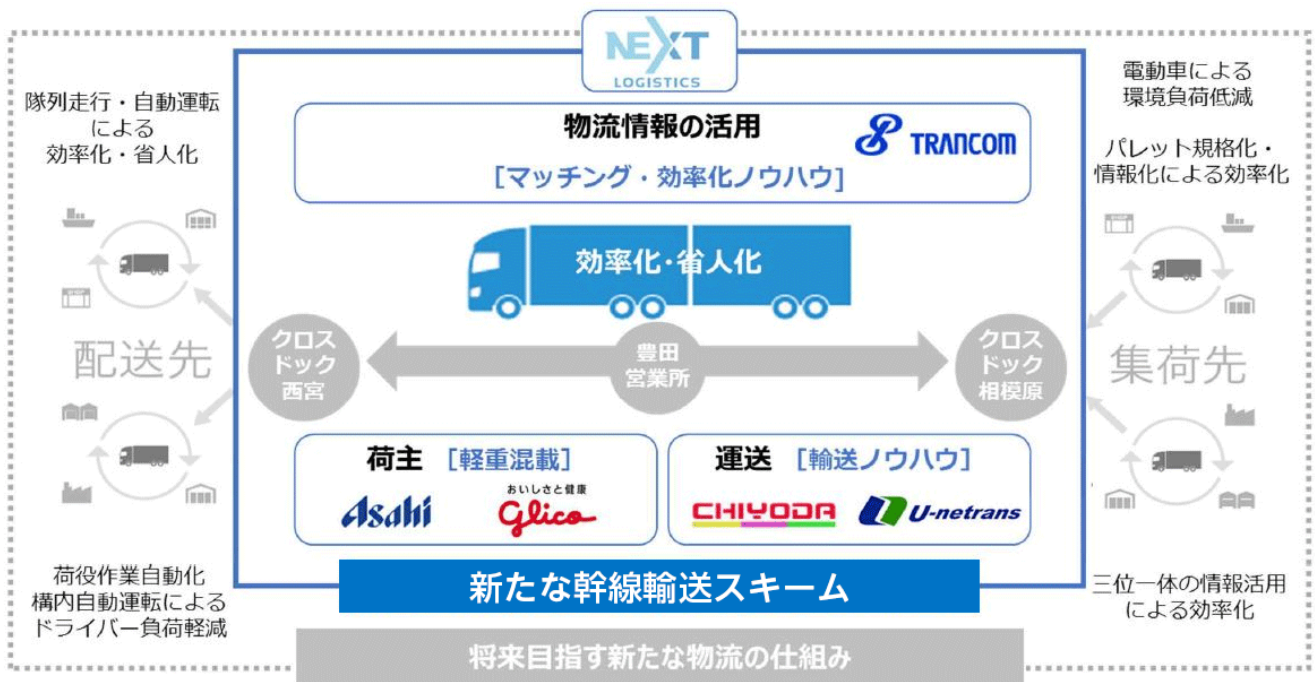 NEXT
LOGISTICS
隊列走行・自動運転
による
効率化・省人化
物流情報の活用
TRANCOM
[マッチング・効率化ノウハウ]
電動車による
環境負荷低減
パレット規格化・
情報化による効率化
効率化・省人化
配送先
クロス
ドック
西宮
豊田
営業所
クロス
ドック
相模原
集荷先
荷主 [軽重混載]
Asahi
おいしさと健康
Glico
運送 [輸送ノウハウ]
CHIYODA
U-netrans
荷役作業自動化
構内自動運転による
ドライバー負荷軽減
新たな幹線輸送スキーム
三位一体の情報活用
による効率化
将来目指す新たな物流の仕組み